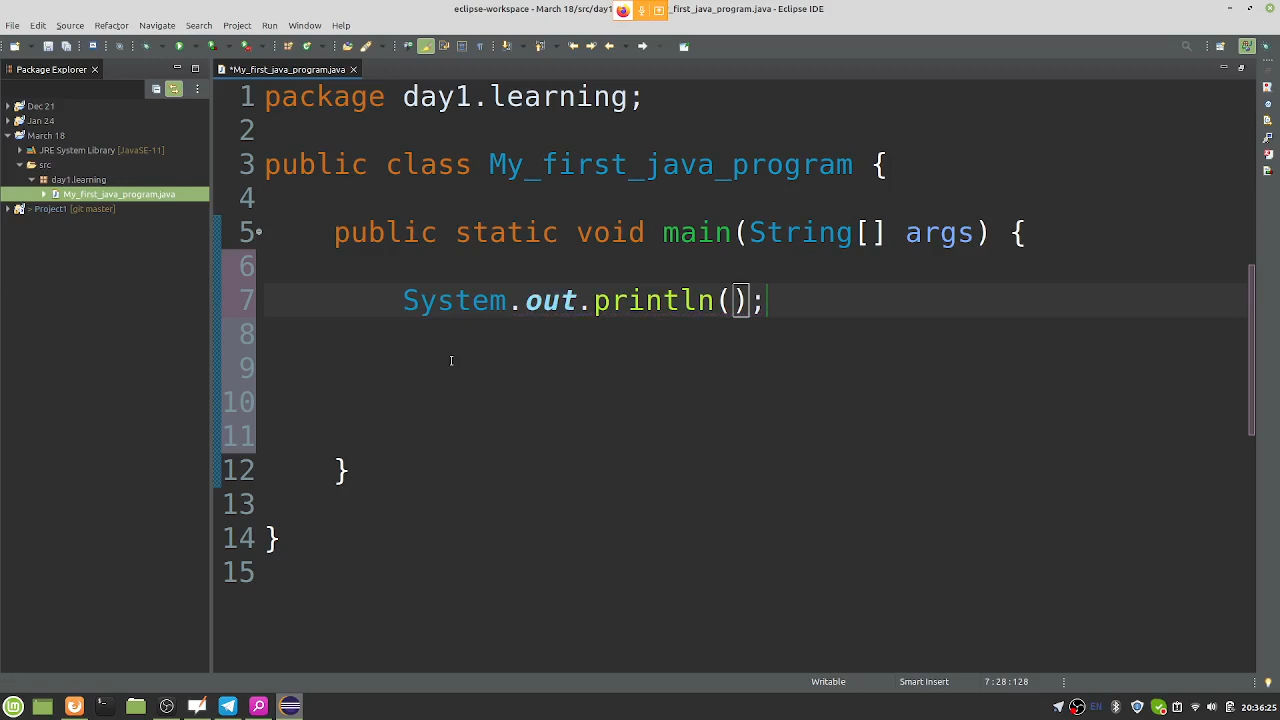 eclipse-workspace - March 18/src/day1 _first_java_program.java - Eclipse IDE
File Edit Source Refactor Navigate Search Project Run Window Help
Package Explorer
*My_first_java_program.java
Dec 21
Jan 24
March 18
JRE System Library [JavaSE-11]
src
day1.learning
My_first_java_program.java
> Project1 [git master]
1 package day1.learning;
2
3 public class My_first_java_program {
4
5 public static void main(String[] args) {
6
7 System.out.println();
8
9
10
11
12 }
13
14 }
15
Writable Smart Insert 7 : 28 : 128
EN 20:36:25